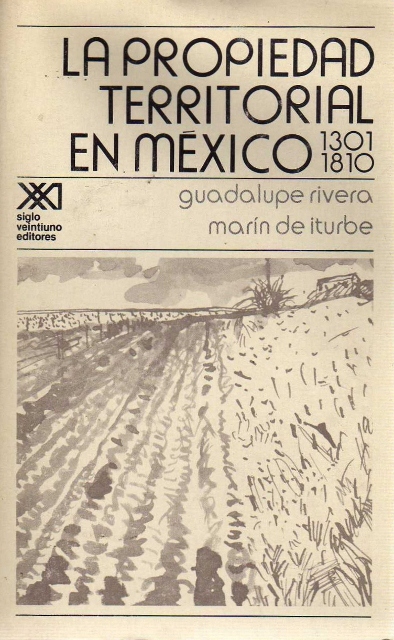 LA PROPIEDAD
TERRITORIAL
EN MÉXICO 1301
1810
guadalupe rivera
marín de iturbe
siglo
veintiuno
editores